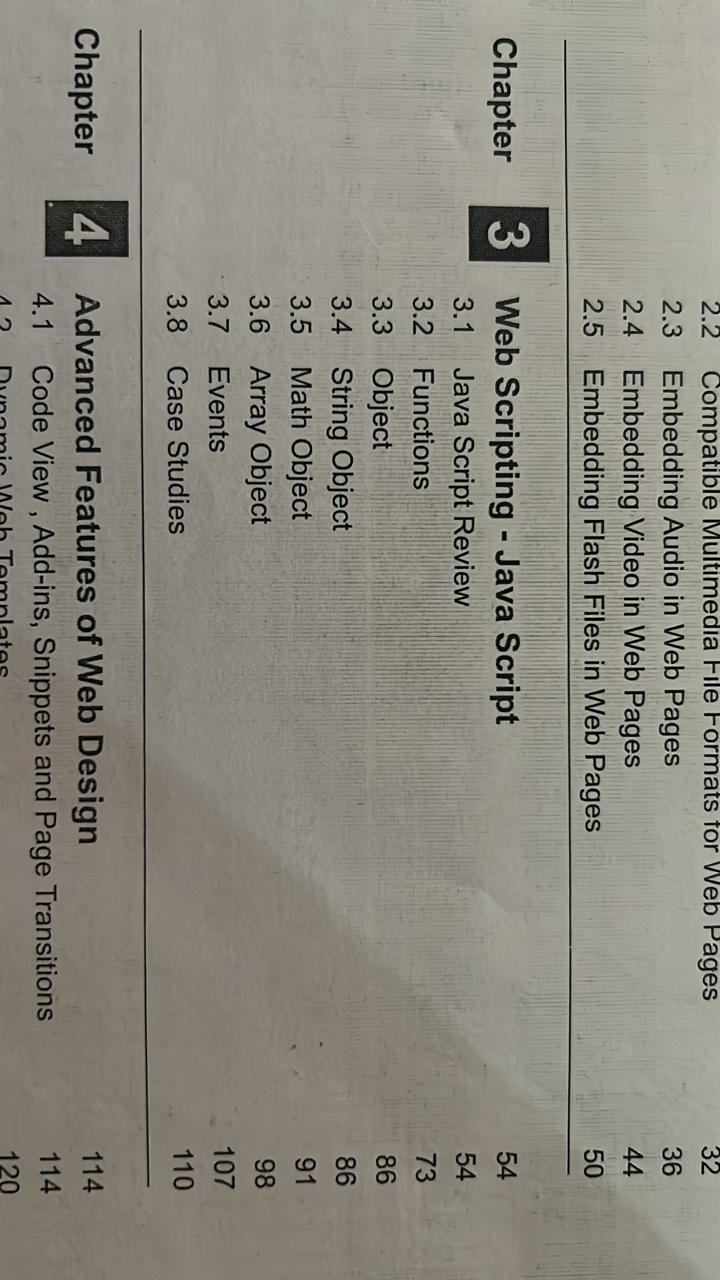 2.2 Compatible Multimedia File Formats for Web Pages 32
2.3 Embedding Audio in Web Pages 36
2.4 Embedding Video in Web Pages 44
2.5 Embedding Flash Files in Web Pages 50
Chapter 3 Web Scripting - Java Script 54
3.1 Java Script Review 54
3.2 Functions 73
3.3 Object 86
3.4 String Object 86
3.5 Math Object 91
3.6 Array Object 98
3.7 Events 107
3.8 Case Studies 110
Chapter 4 Advanced Features of Web Design 114
4.1 Code View , Add-ins, Snippets and Page Transitions 114
4.2 Dynamic Web Templates 120